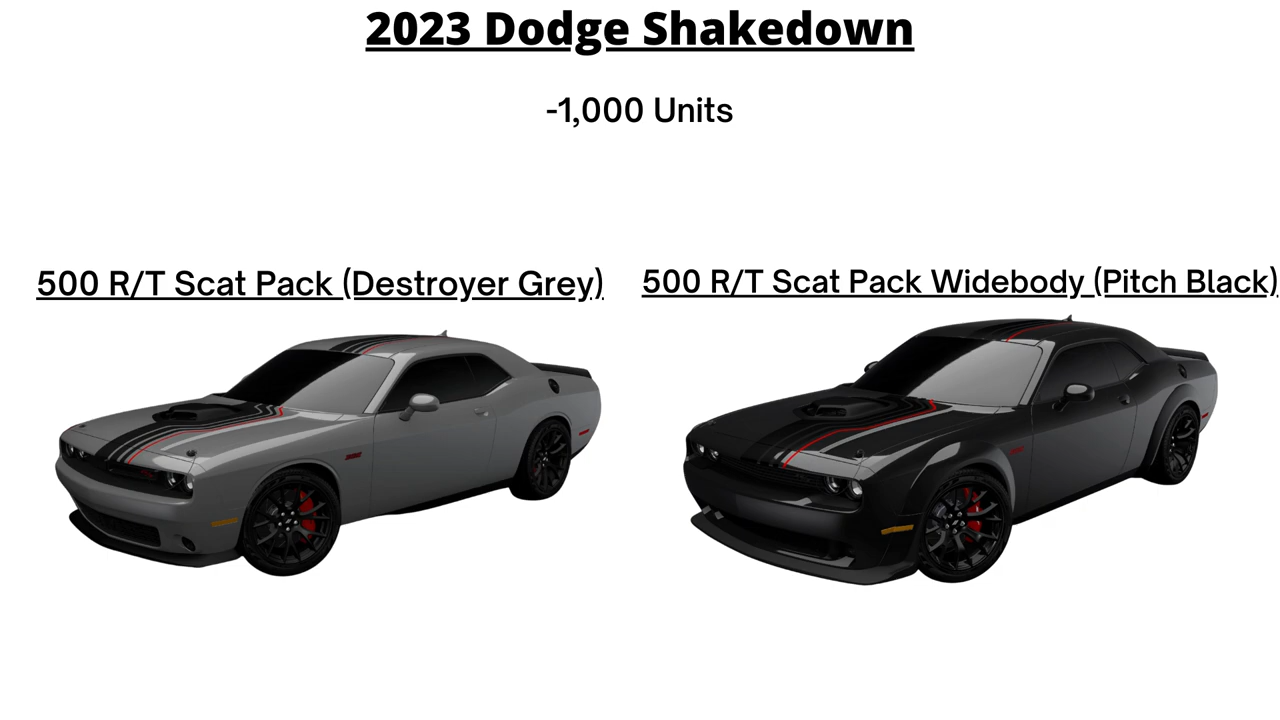 2023 Dodge Shakedown
-1,000 Units
500 R/T Scat Pack (Destroyer Grey)
500 R/T Scat Pack Widebody (Pitch Black)